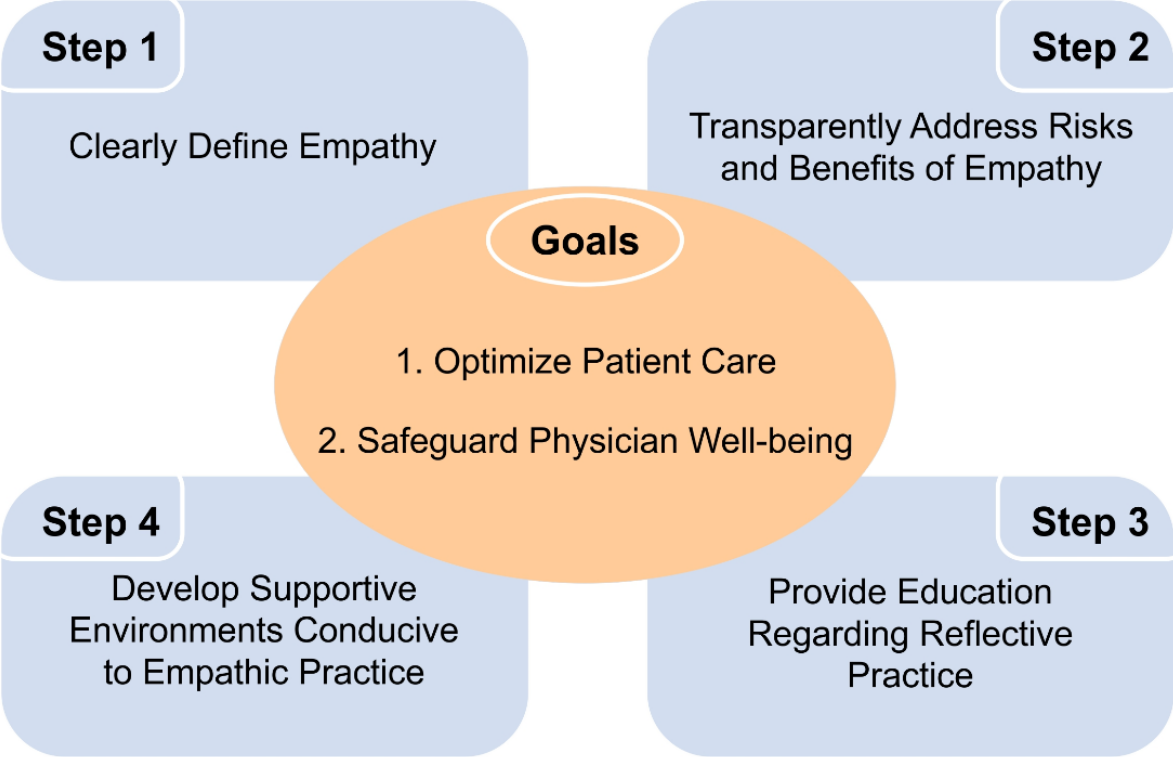 Step 1
Clearly Define Empathy
Step 2
Transparently Address Risks
and Benefits of Empathy
Goals
1. Optimize Patient Care
2. Safeguard Physician Well-being
Step 4
Develop Supportive
Environments Conducive
to Empathic Practice
Step 3
Provide Education
Regarding Reflective
Practice